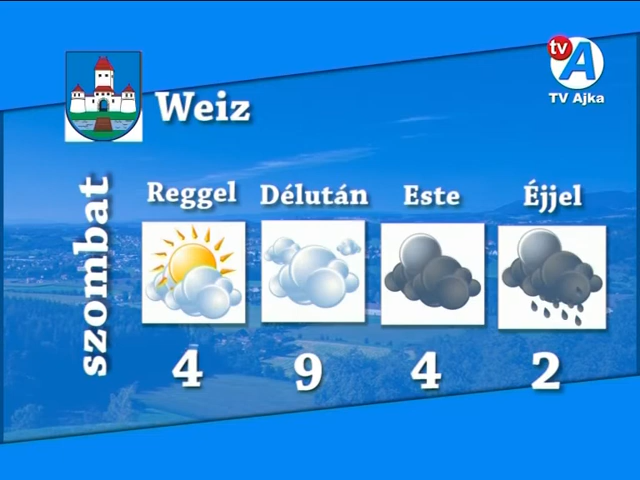 tv
A
TV Ajka
Weiz
szombat
Reggel Délután Este Éjjel
4 9 4 2